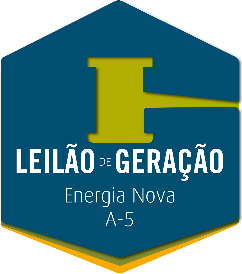 LEILÃO DE GERAÇÃO
Energia Nova
A-5